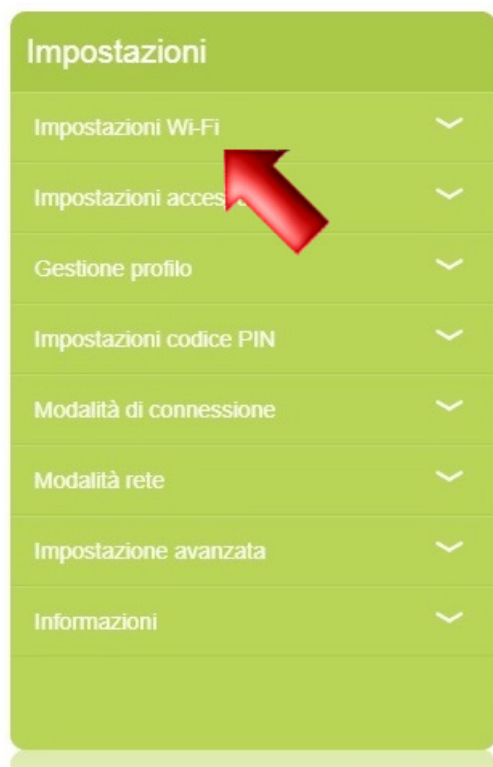 Impostazioni
Impostazioni Wi-Fi
Impostazioni
Gestione profilo
Impostazioni codice PIN
Modalità di connessione
Modalità rete
Impostazione avanzata
Informazioni